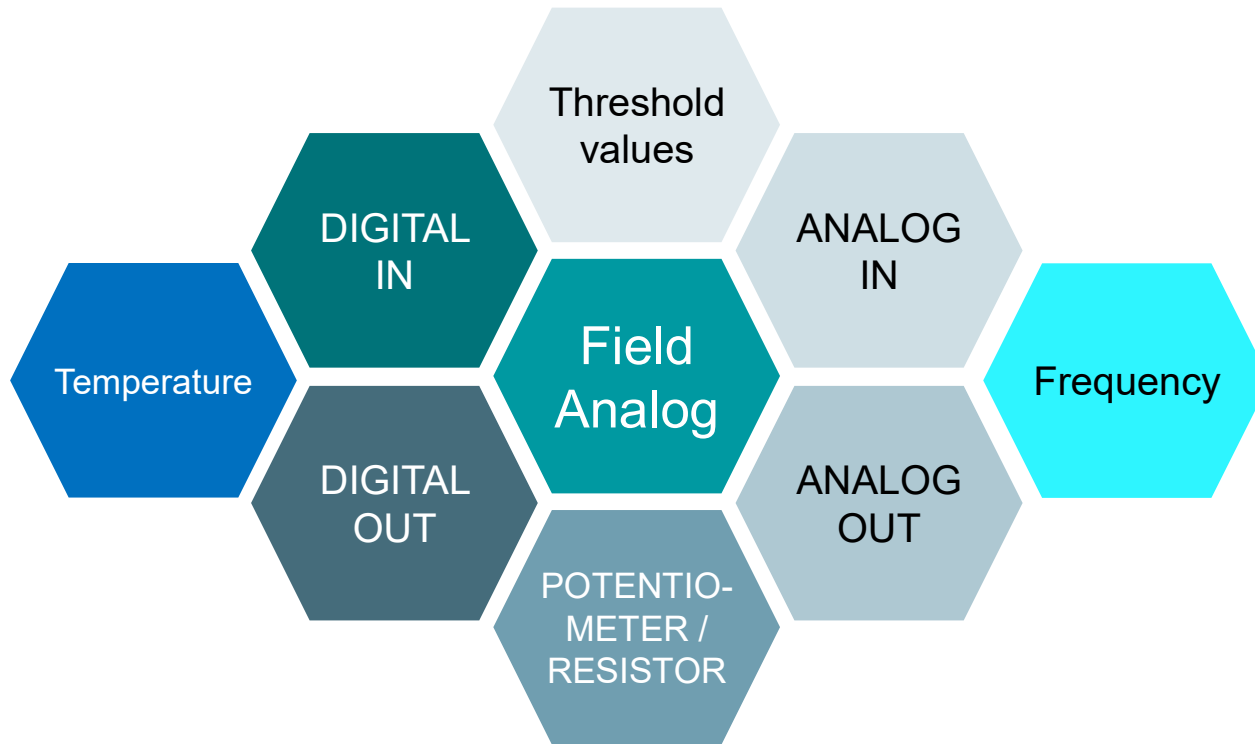 Threshold
values
DIGITAL
IN
ANALOG
IN
Temperature
Field
Analog
Frequency
DIGITAL
OUT
ANALOG
OUT
POTENTIO-
METER /
RESISTOR